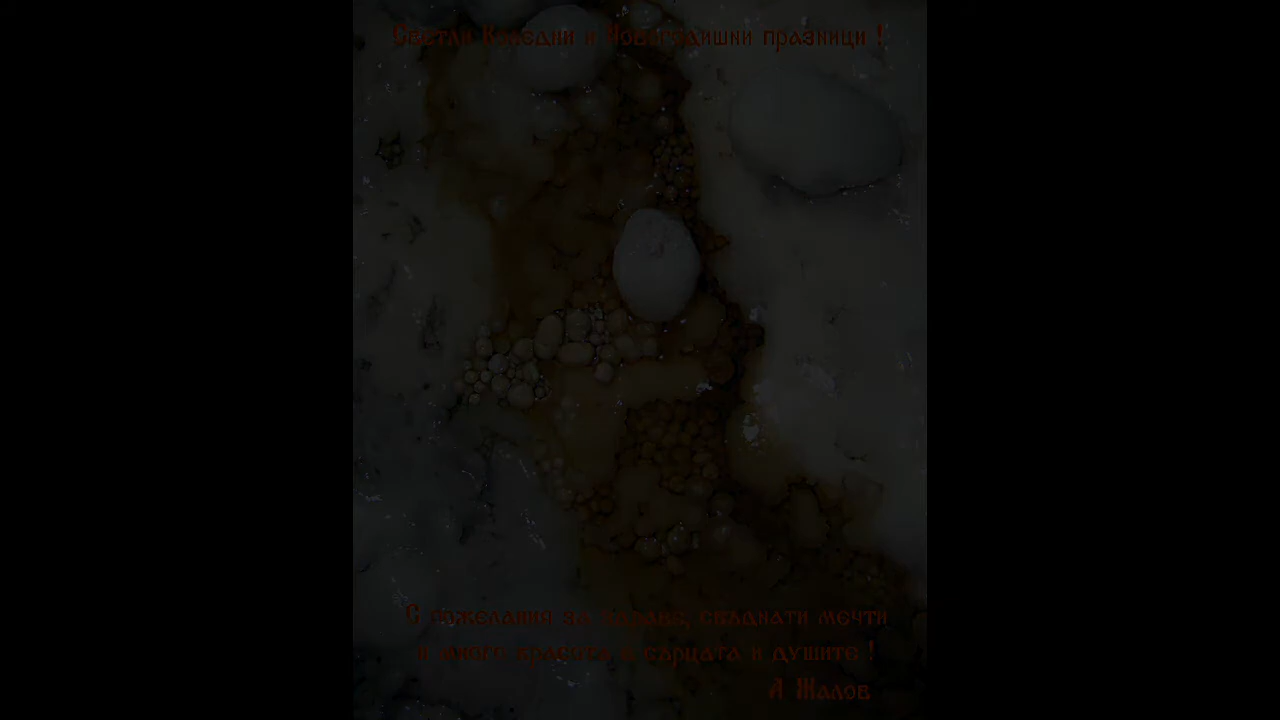 Светли Коледни и Новогодишни празници !
С пожелания за здраве, сбъднати мечти
и много красота в сърцата и душите !
А Жалов